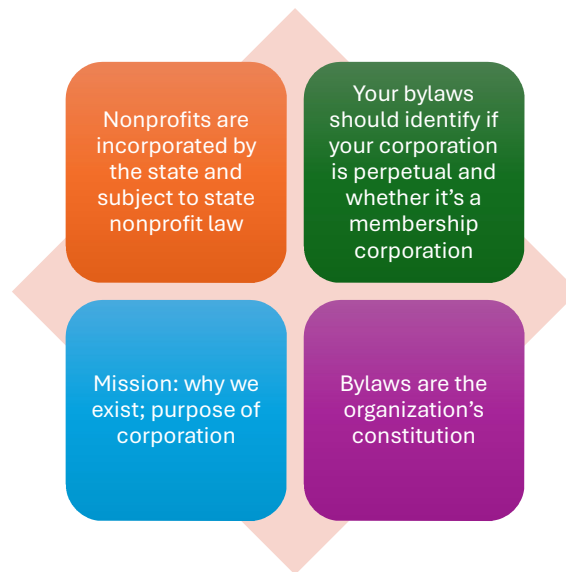 Nonprofits are
incorporated by
the state and
subject to state
nonprofit law
Your bylaws
should identify if
your corporation
is perpetual and
whether it’s a
membership
corporation
Mission: why we
exist; purpose of
corporation
Bylaws are the
organization’s
constitution